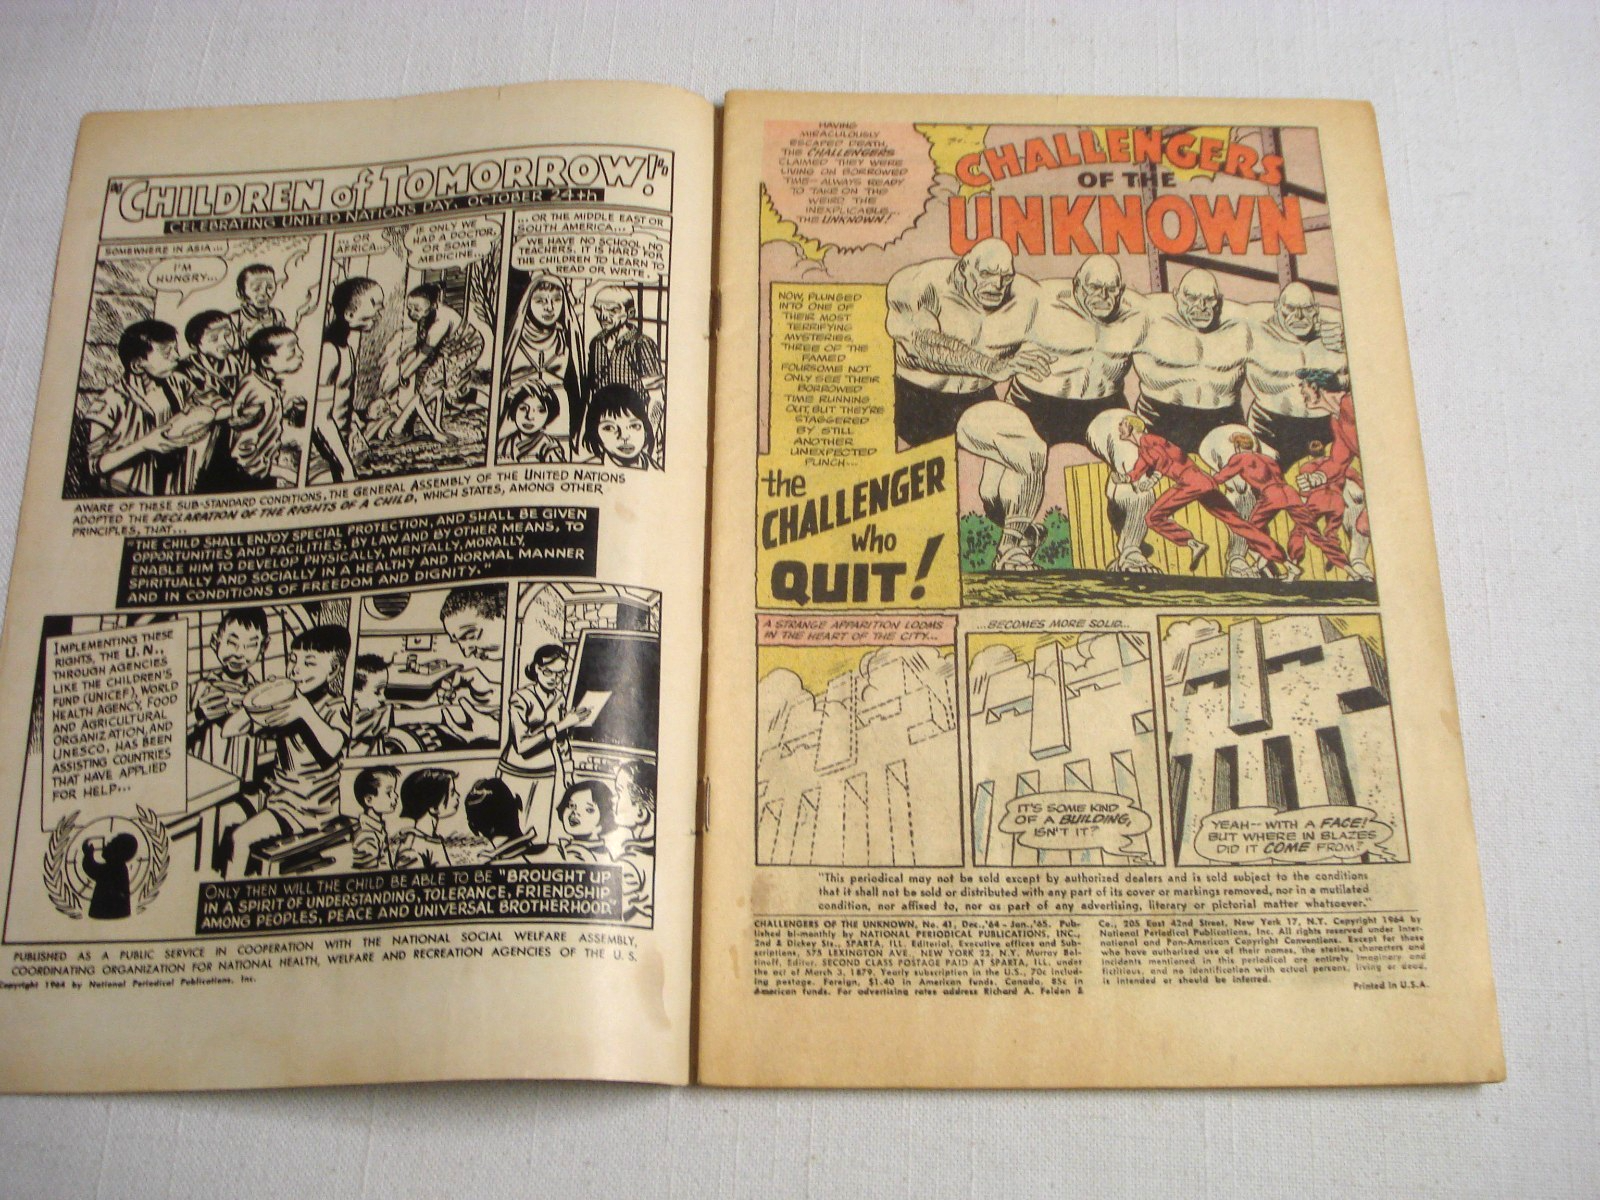 "CHILDREN of TOMORROW!"
CELEBRATING UNITED NATIONS DAY, OCTOBER 24th
SOMEWHERE IN ASIA...
I'M
HUNGRY...
... OR
AFRICA...
IF ONLY WE
HAD A DOCTOR,
OR SOME
MEDICINE...
... OR THE MIDDLE EAST OR
SOUTH AMERICA...
WE HAVE NO SCHOOL, NO
TEACHERS. IT IS HARD FOR
THE CHILDREN TO LEARN TO
READ OR WRITE.
AWARE OF THESE SUB-STANDARD CONDITIONS, THE GENERAL ASSEMBLY OF THE UNITED NATIONS
ADOPTED THE DECLARATION OF THE RIGHTS OF A CHILD, WHICH STATES, AMONG OTHER
PRINCIPLES, THAT...
"THE CHILD SHALL ENJOY SPECIAL PROTECTION, AND SHALL BE GIVEN
OPPORTUNITIES AND FACILITIES, BY LAW AND BY OTHER MEANS, TO
ENABLE HIM TO DEVELOP PHYSICALLY, MENTALLY, MORALLY,
SPIRITUALLY AND SOCIALLY IN A HEALTHY AND NORMAL MANNER
AND IN CONDITIONS OF FREEDOM AND DIGNITY."
IMPLEMENTING THESE
RIGHTS, THE U.N.,
THROUGH AGENCIES
LIKE THE CHILDREN'S
FUND (UNICEF), WORLD
HEALTH AGENCY, FOOD
AND AGRICULTURAL
ORGANIZATION, AND
UNESCO, HAS BEEN
ASSISTING COUNTRIES
THAT HAVE APPLIED
FOR HELP...
ONLY THEN WILL THE CHILD BE ABLE TO BE "BROUGHT UP
IN A SPIRIT OF UNDERSTANDING, TOLERANCE, FRIENDSHIP
AMONG PEOPLES, PEACE AND UNIVERSAL BROTHERHOOD."
PUBLISHED AS A PUBLIC SERVICE IN COOPERATION WITH THE NATIONAL SOCIAL WELFARE ASSEMBLY,
COORDINATING ORGANIZATION FOR NATIONAL HEALTH, WELFARE AND RECREATION AGENCIES OF THE U. S.
Copyright 1964 by National Periodical Publications, Inc.
HAVING
MIRACULOUSLY
ESCAPED DEATH,
THE CHALLENGERS
CLAIMED THEY WERE
LIVING ON BORROWED
TIME--ALWAYS READY
TO TAKE ON THE
WEIRD, THE
INEXPLICABLE...
THE UNKNOWN!
CHALLENGERS
OF THE
UNKNOWN
NOW, PLUNGED
INTO ONE OF
THEIR MOST
TERRIFYING
MYSTERIES,
THREE OF THE
FAMED
FOURSOME NOT
ONLY SEE THEIR
BORROWED
TIME RUNNING
OUT, BUT THEY'RE
STAGGERED
BY STILL
ANOTHER
UNEXPECTED
PUNCH...
the
CHALLENGER
WHO
QUIT!
A STRANGE APPARITION LOOMS
IN THE HEART OF THE CITY...
...BECOMES MORE SOLID...
IT'S SOME KIND
OF A BUILDING,
ISN'T IT?
YEAH--WITH A FACE!
BUT WHERE IN BLAZES
DID IT COME FROM?
"This periodical may not be sold except by authorized dealers and is sold subject to the conditions
that it shall not be sold or distributed with any part of its cover or markings removed, nor in a mutilated
condition, nor affixed to, nor as part of any advertising, literary or pictorial matter whatsoever."
CHALLENGERS OF THE UNKNOWN, No. 41, Dec., '64 - Jan., '65. Pub-
lished bi-monthly by NATIONAL PERIODICAL PUBLICATIONS, INC.,
2nd & Dickey Sts., SPARTA, ILL. Editorial, Executive offices and Sub-
scriptions, 575 LEXINGTON AVE., NEW YORK 22, N.Y. Murray Bol-
tinoff, Editor. SECOND CLASS POSTAGE PAID AT SPARTA, ILL. under
the act of March 3, 1879. Yearly subscription in the U.S., 70c includ-
ing postage. Foreign, $1.40 in American funds. Canada, 85c in
American funds. For advertising rates address Richard A. Feldon &
Co., 205 East 42nd Street, New York 17, N.Y. Copyright 1964 by
National Periodical Publications, Inc. All rights reserved under Inter-
national and Pan-American Copyright Conventions. Except for those
who have authorized use of their names, the stories, characters and
incidents mentioned in this periodical are entirely imaginary and
fictitious, and no identification with actual persons, living or dead,
is intended or should be inferred.
Printed in U.S.A.